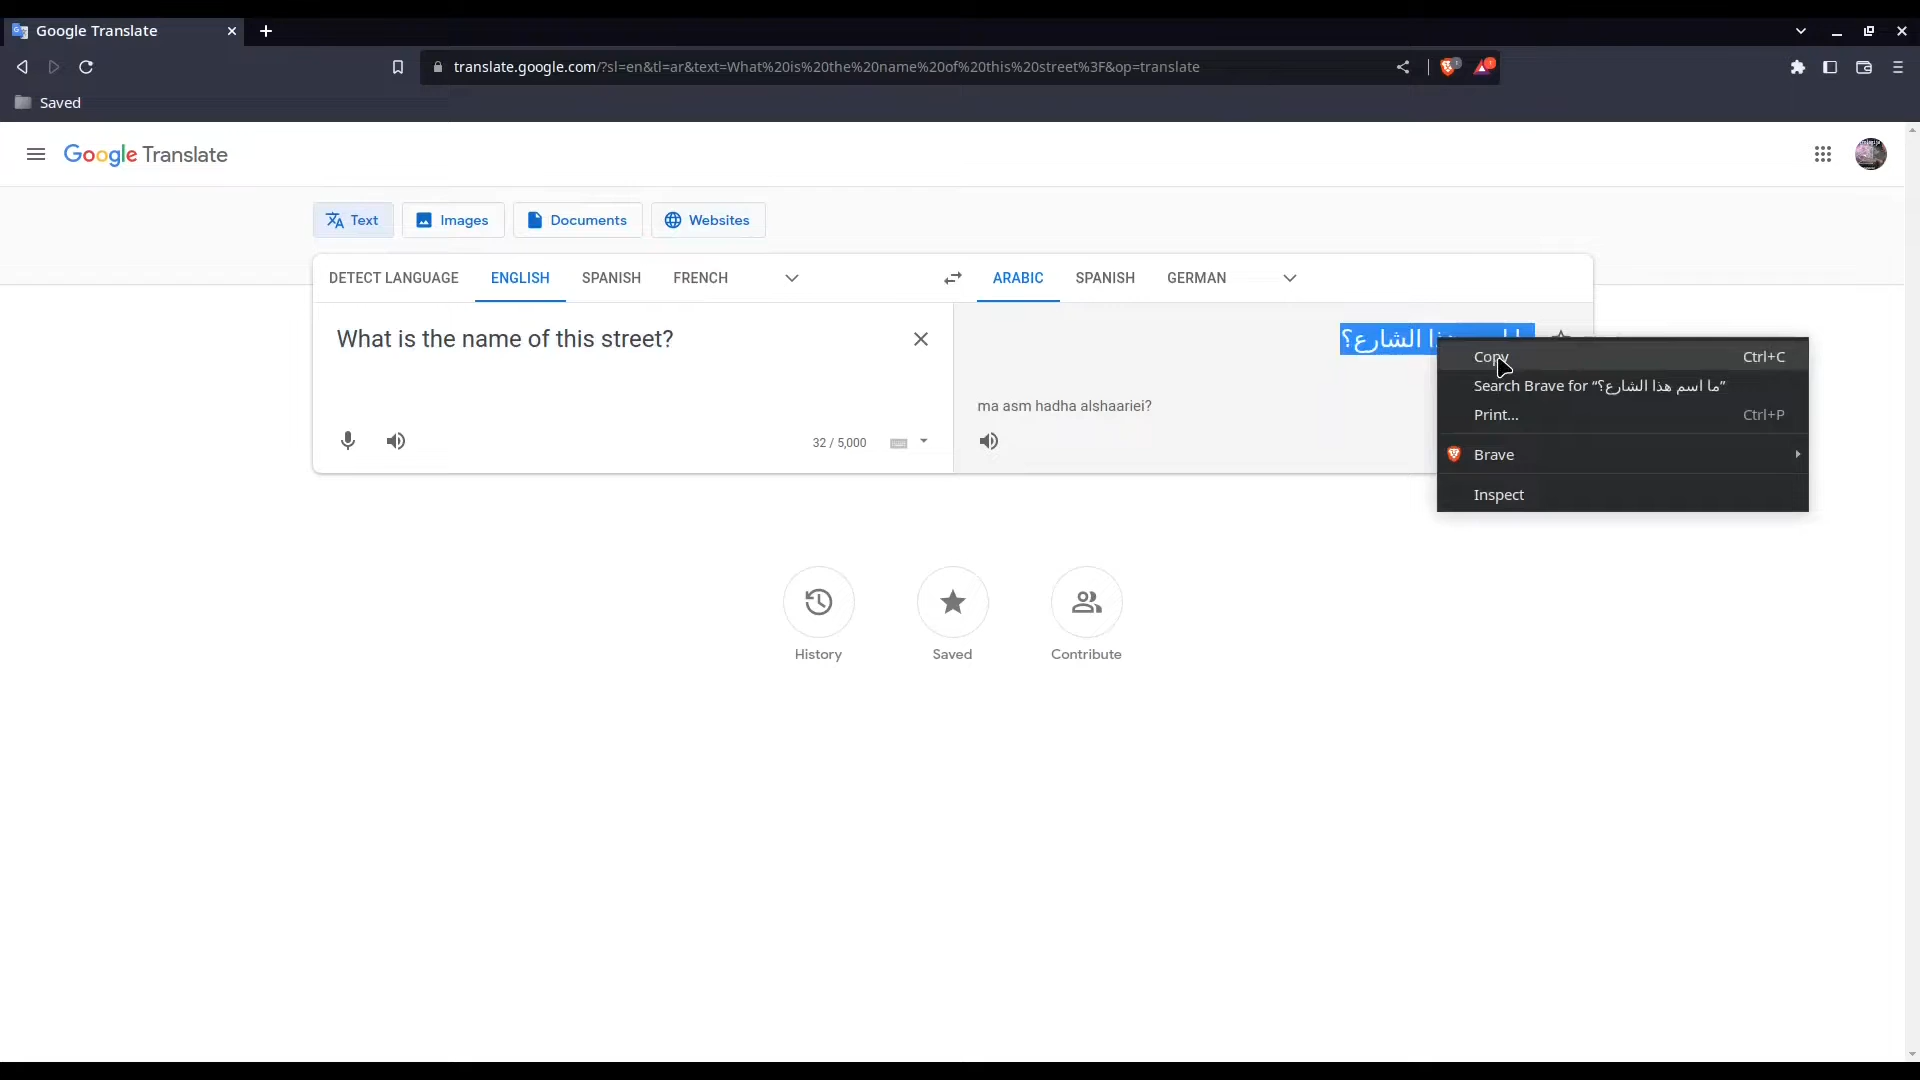 Google Translate
translate.google.com/?sl=en&tl=ar&text=What%20is%20the%20name%20of%20this%20street%3F&op=translate
Saved
Google Translate
Text
Images
Documents
Websites
DETECT LANGUAGE
ENGLISH
SPANISH
FRENCH
ARABIC
SPANISH
GERMAN
What is the name of this street?
هذا الشارع؟
ma asm hadha alshaariei?
32 / 5,000
Copy Ctrl+C
Search Brave for “ما اسم هذا الشارع؟”
Print... Ctrl+P
Brave
Inspect
History
Saved
Contribute